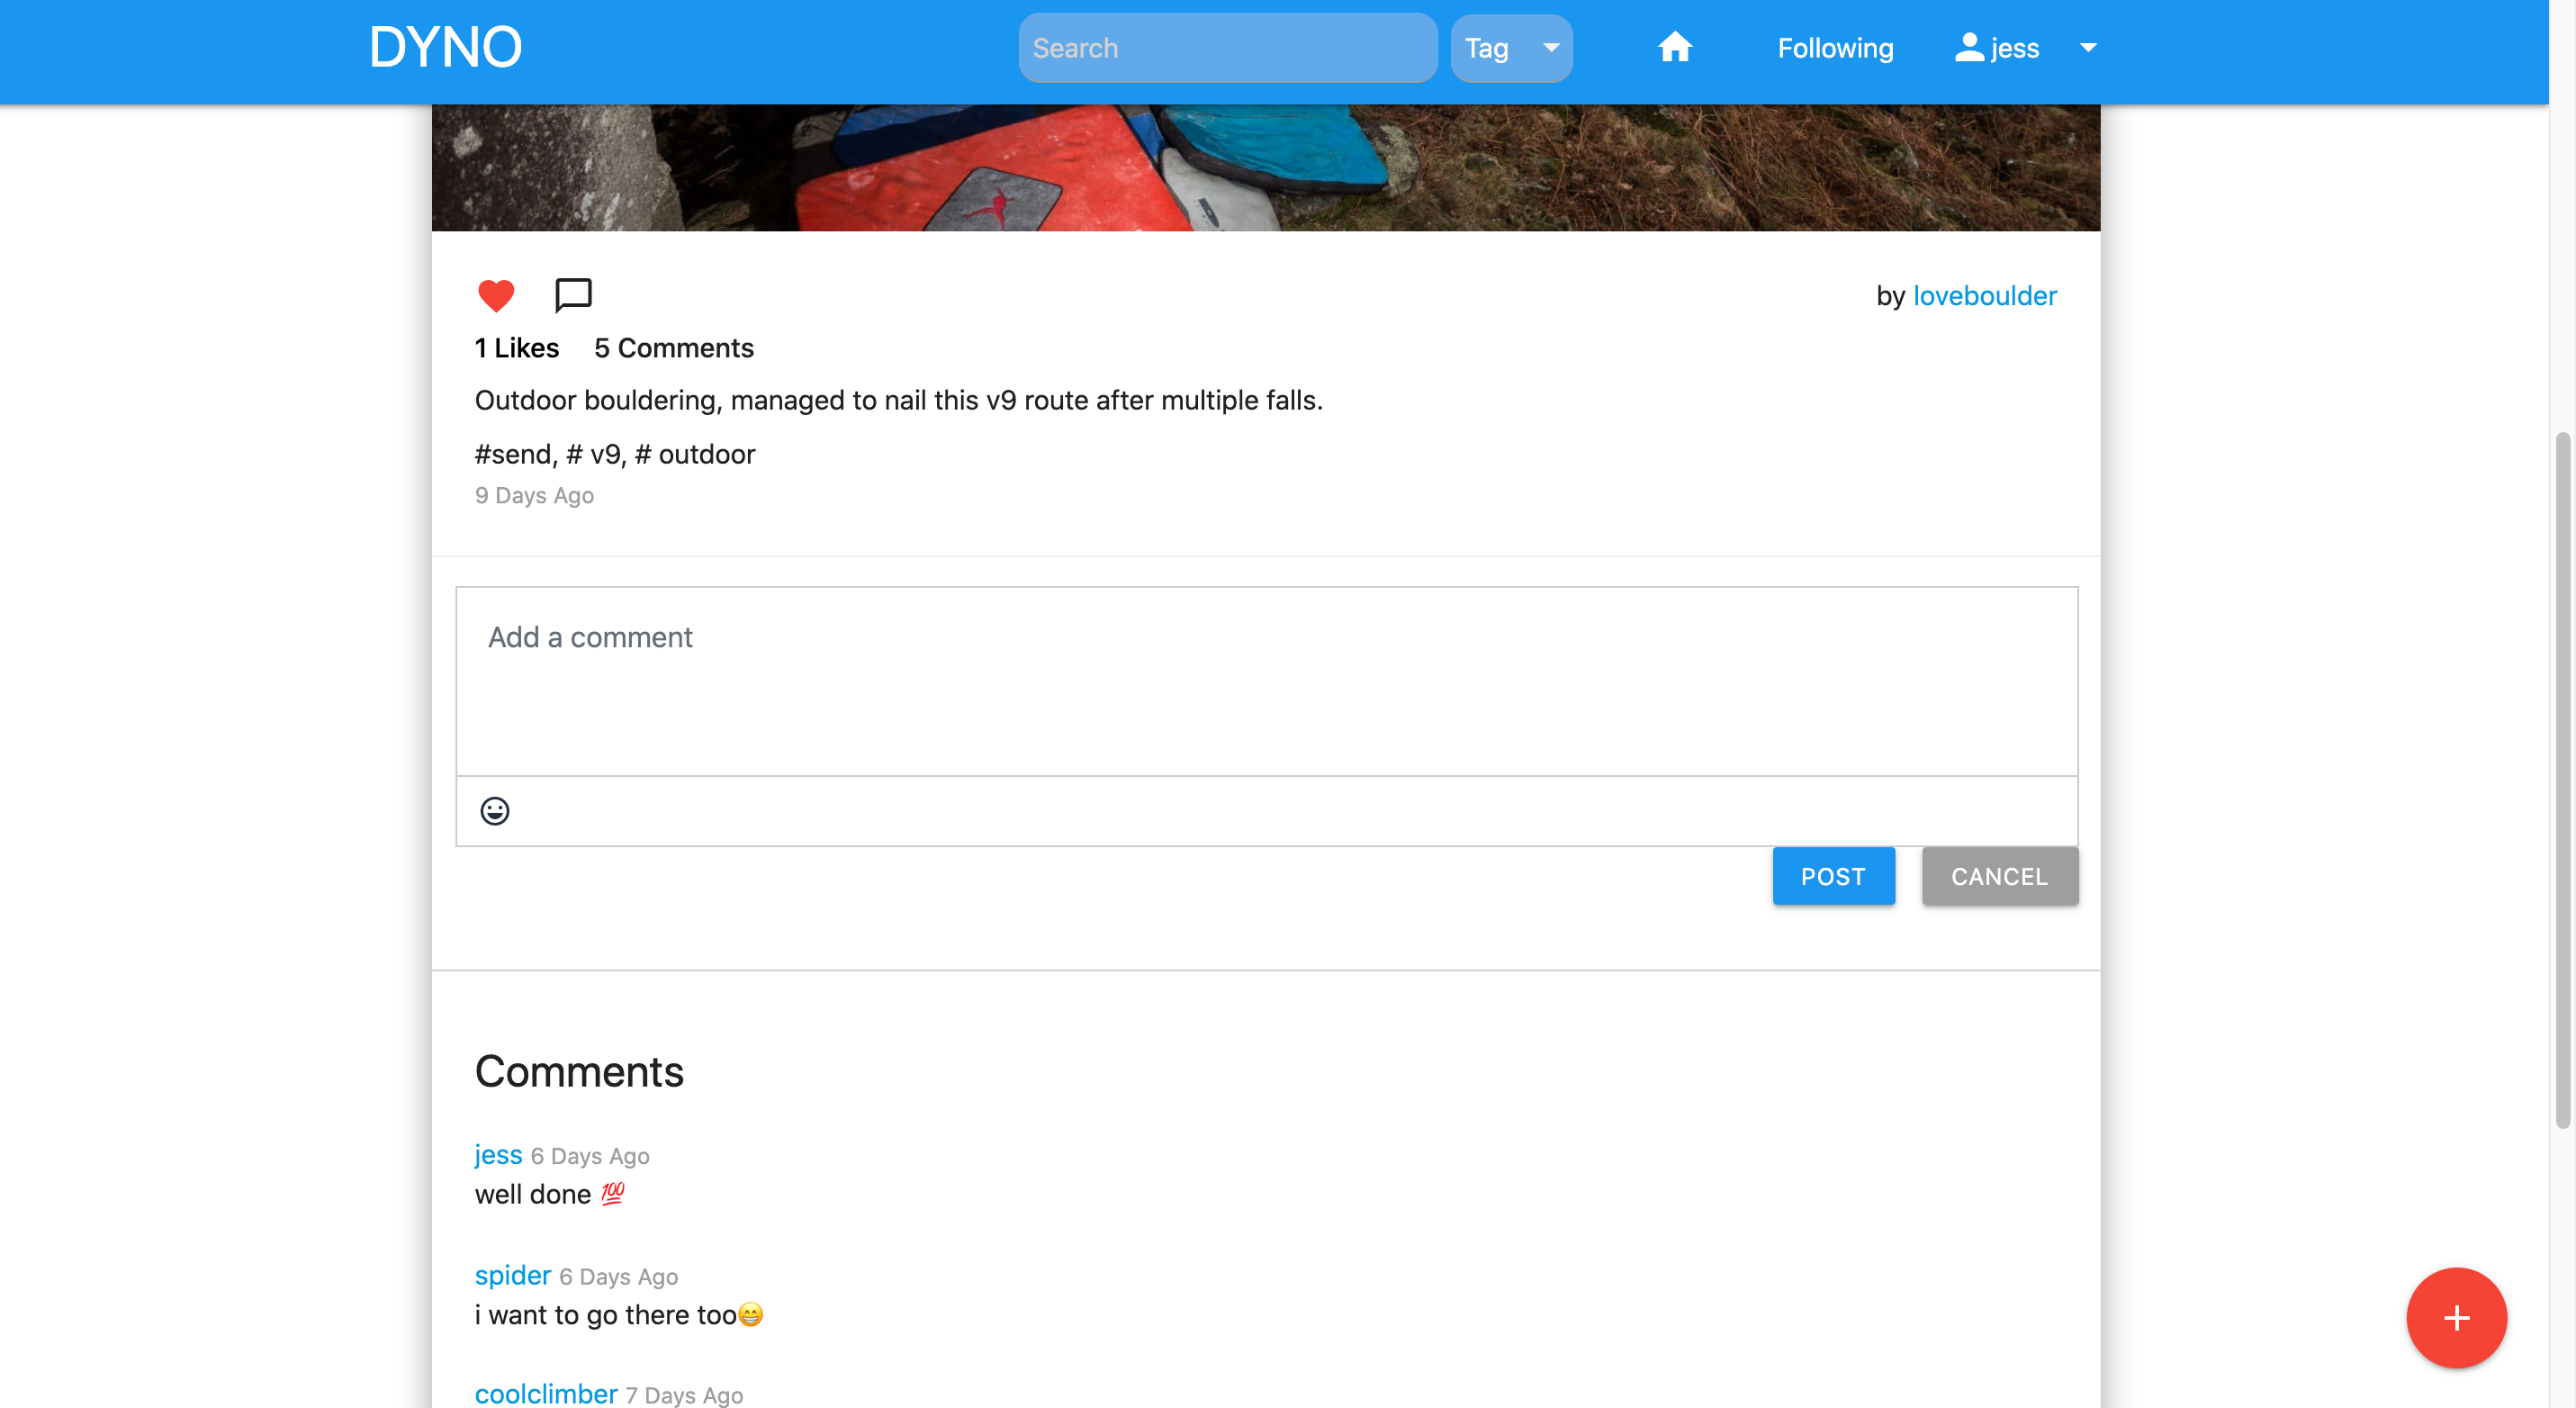 DYNO Search Tag Following jess
by loveboulder
1 Likes 5 Comments
Outdoor bouldering, managed to nail this v9 route after multiple falls.
#send, # v9, # outdoor
9 Days Ago
Add a comment
POST CANCEL
Comments
jess 6 Days Ago
well done 💯
spider 6 Days Ago
i want to go there too😁
coolclimber 7 Days Ago